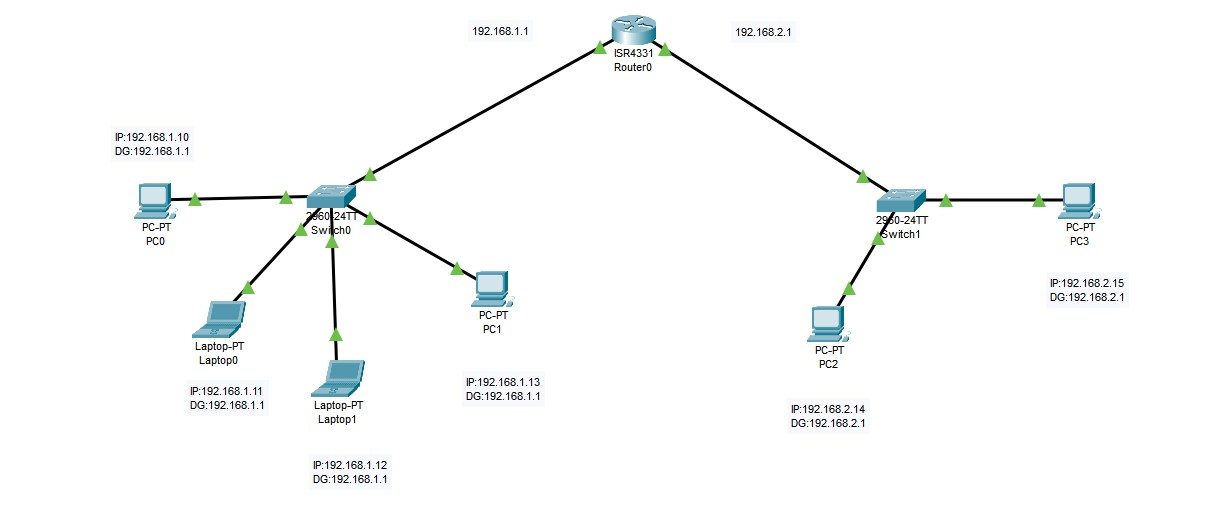 192.168.1.1
192.168.2.1
ISR4331
Router0
IP:192.168.1.10
DG:192.168.1.1
PC-PT
PC0
2960-24TT
Switch0
2960-24TT
Switch1
PC-PT
PC3
IP:192.168.2.15
DG:192.168.2.1
PC-PT
PC1
Laptop-PT
Laptop0
PC-PT
PC2
IP:192.168.1.11
DG:192.168.1.1
Laptop-PT
Laptop1
IP:192.168.1.13
DG:192.168.1.1
IP:192.168.2.14
DG:192.168.2.1
IP:192.168.1.12
DG:192.168.1.1